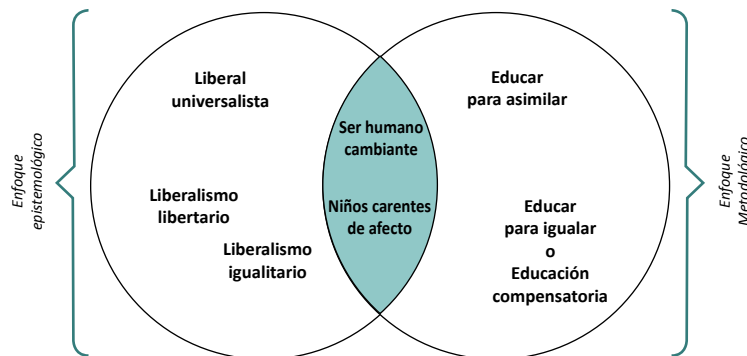 Enfoque
epistemológico
Liberal
universalista
Liberalismo
libertario
Liberalismo
igualitario
Ser humano
cambiante
Niños carentes
de afecto
Educar
para asimilar
Educar
para igualar
o
Educación
compensatoria
Enfoque
Metodológico